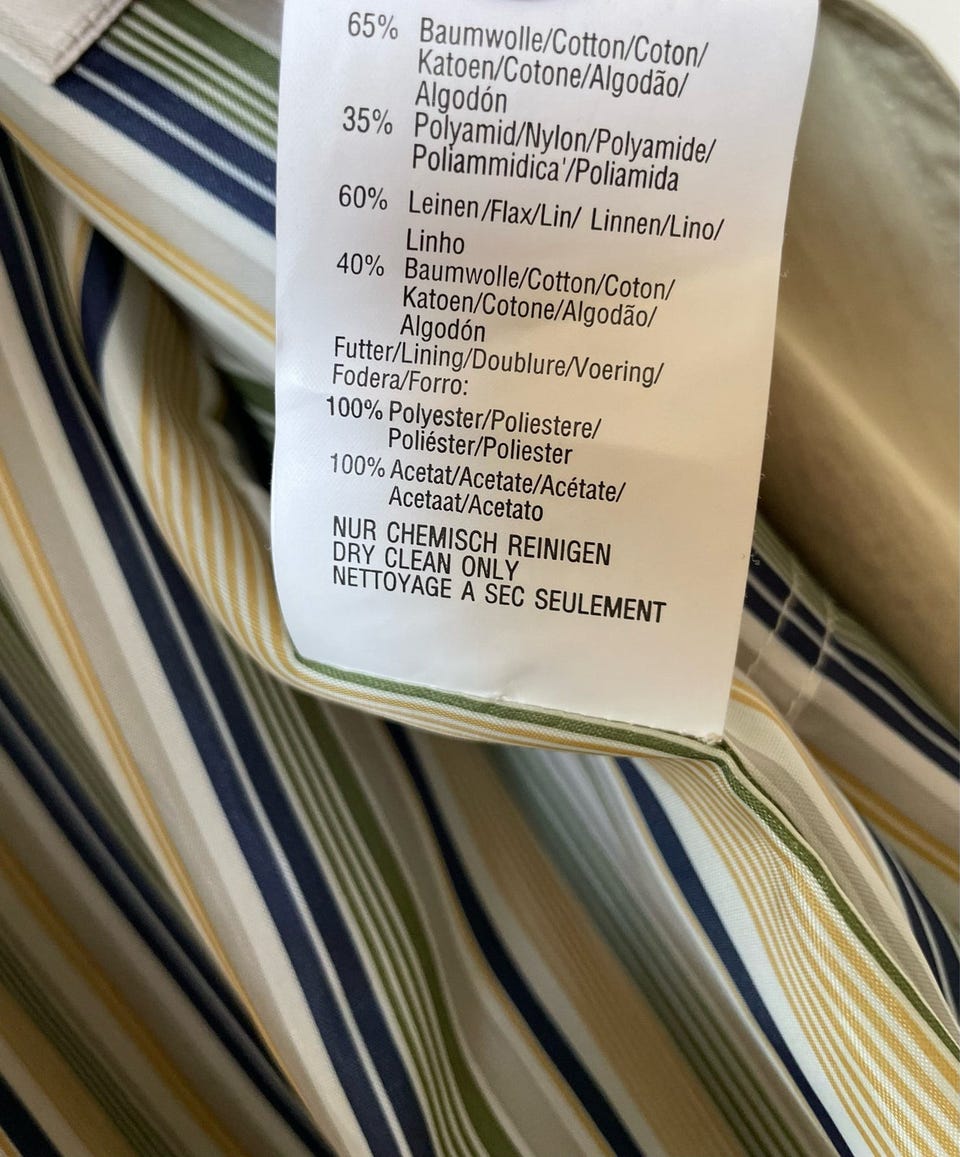 65% Baumwolle/Cotton/Coton/
Katoen/Cotone/Algodão/
Algodón
35% Polyamid/Nylon/Polyamide/
Poliammidica'/Poliamida
60% Leinen/Flax/Lin/ Linnen/Lino/
Linho
40% Baumwolle/Cotton/Coton/
Katoen/Cotone/Algodão/
Algodón
Futter/Lining/Doublure/Voering/
Fodera/Forro:
100% Polyester/Poliestere/
Poliéster/Poliester
100% Acetat/Acetate/Acétate/
Acetaat/Acetato
NUR CHEMISCH REINIGEN
DRY CLEAN ONLY
NETTOYAGE A SEC SEULEMENT